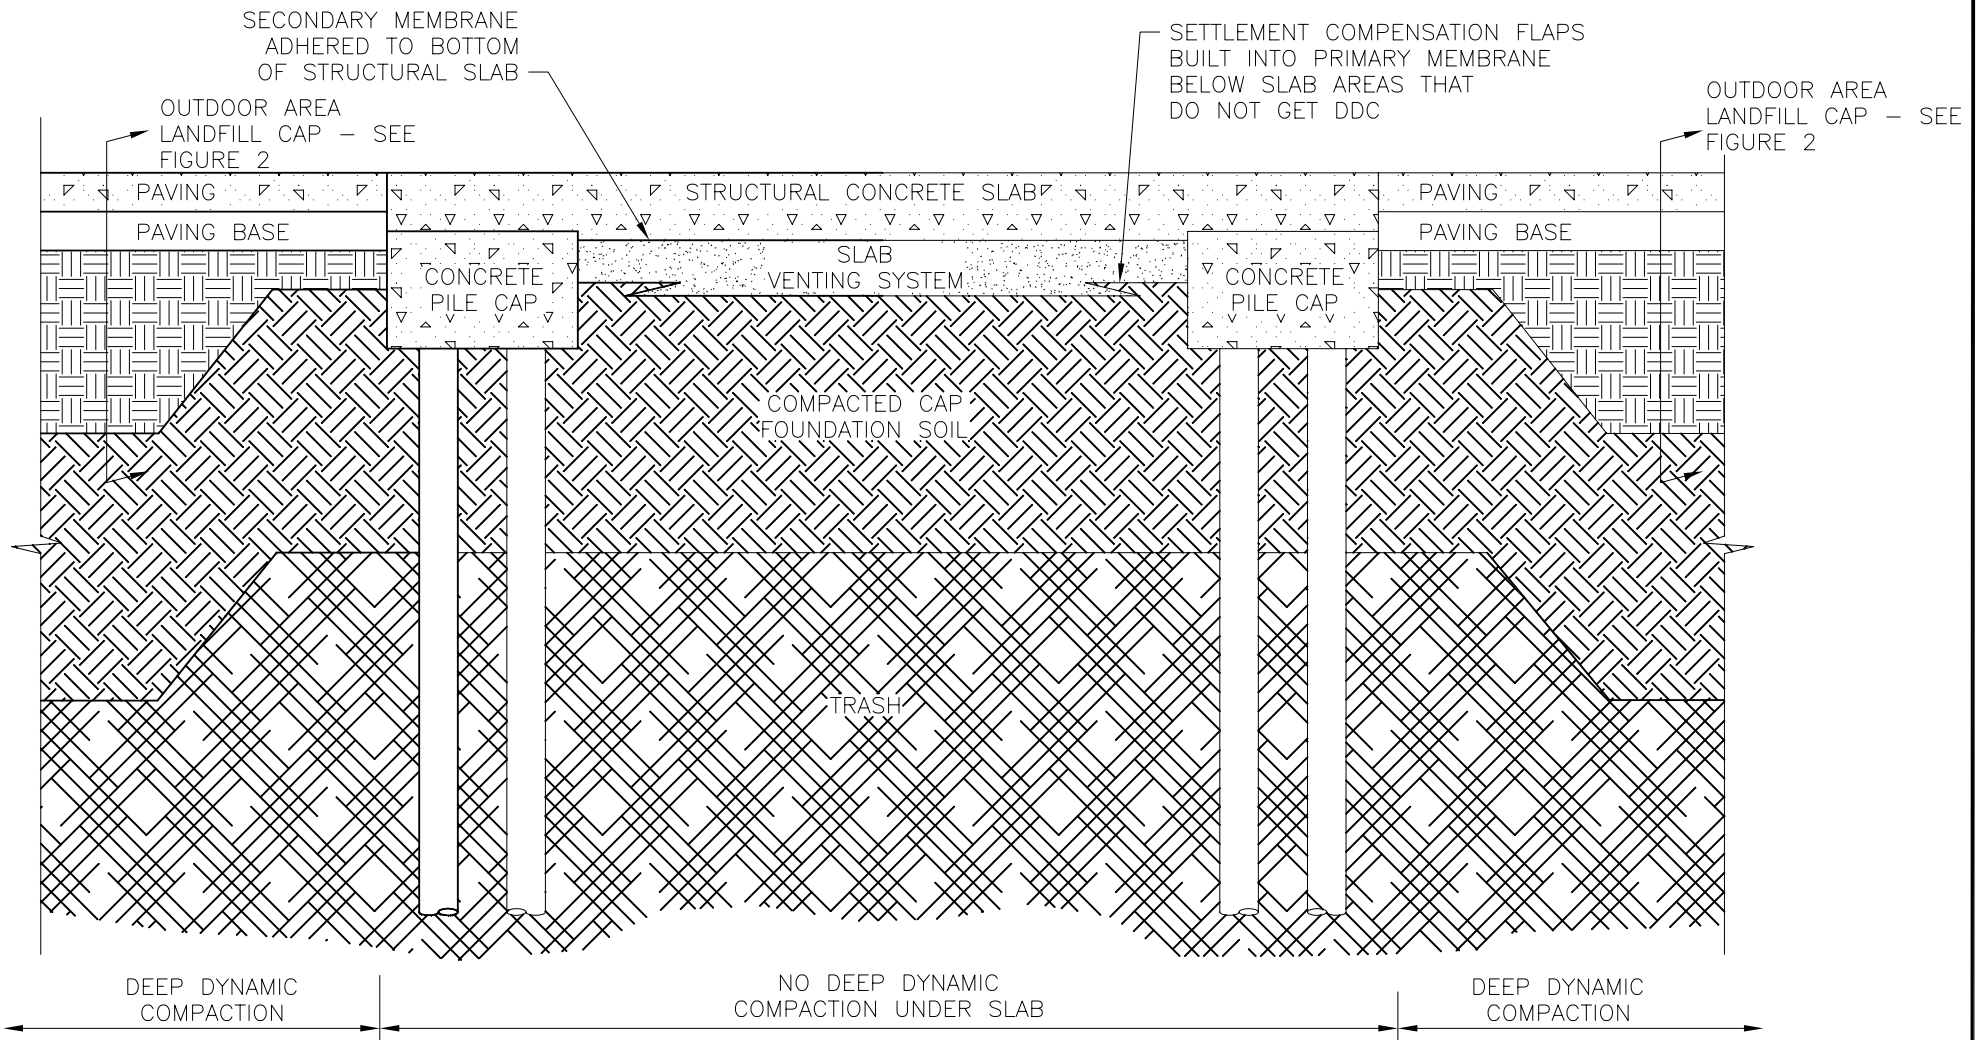 SECONDARY MEMBRANE
ADHERED TO BOTTOM
OF STRUCTURAL SLAB
SETTLEMENT COMPENSATION FLAPS
BUILT INTO PRIMARY MEMBRANE
BELOW SLAB AREAS THAT
DO NOT GET DDC
OUTDOOR AREA
LANDFILL CAP – SEE
FIGURE 2
OUTDOOR AREA
LANDFILL CAP – SEE
FIGURE 2
PAVING
STRUCTURAL CONCRETE SLAB
PAVING
PAVING BASE
PAVING BASE
SLAB
VENTING SYSTEM
CONCRETE
PILE CAP
CONCRETE
PILE CAP
COMPACTED CAP
FOUNDATION SOIL
TRASH
DEEP DYNAMIC
COMPACTION
NO DEEP DYNAMIC
COMPACTION UNDER SLAB
DEEP DYNAMIC
COMPACTION